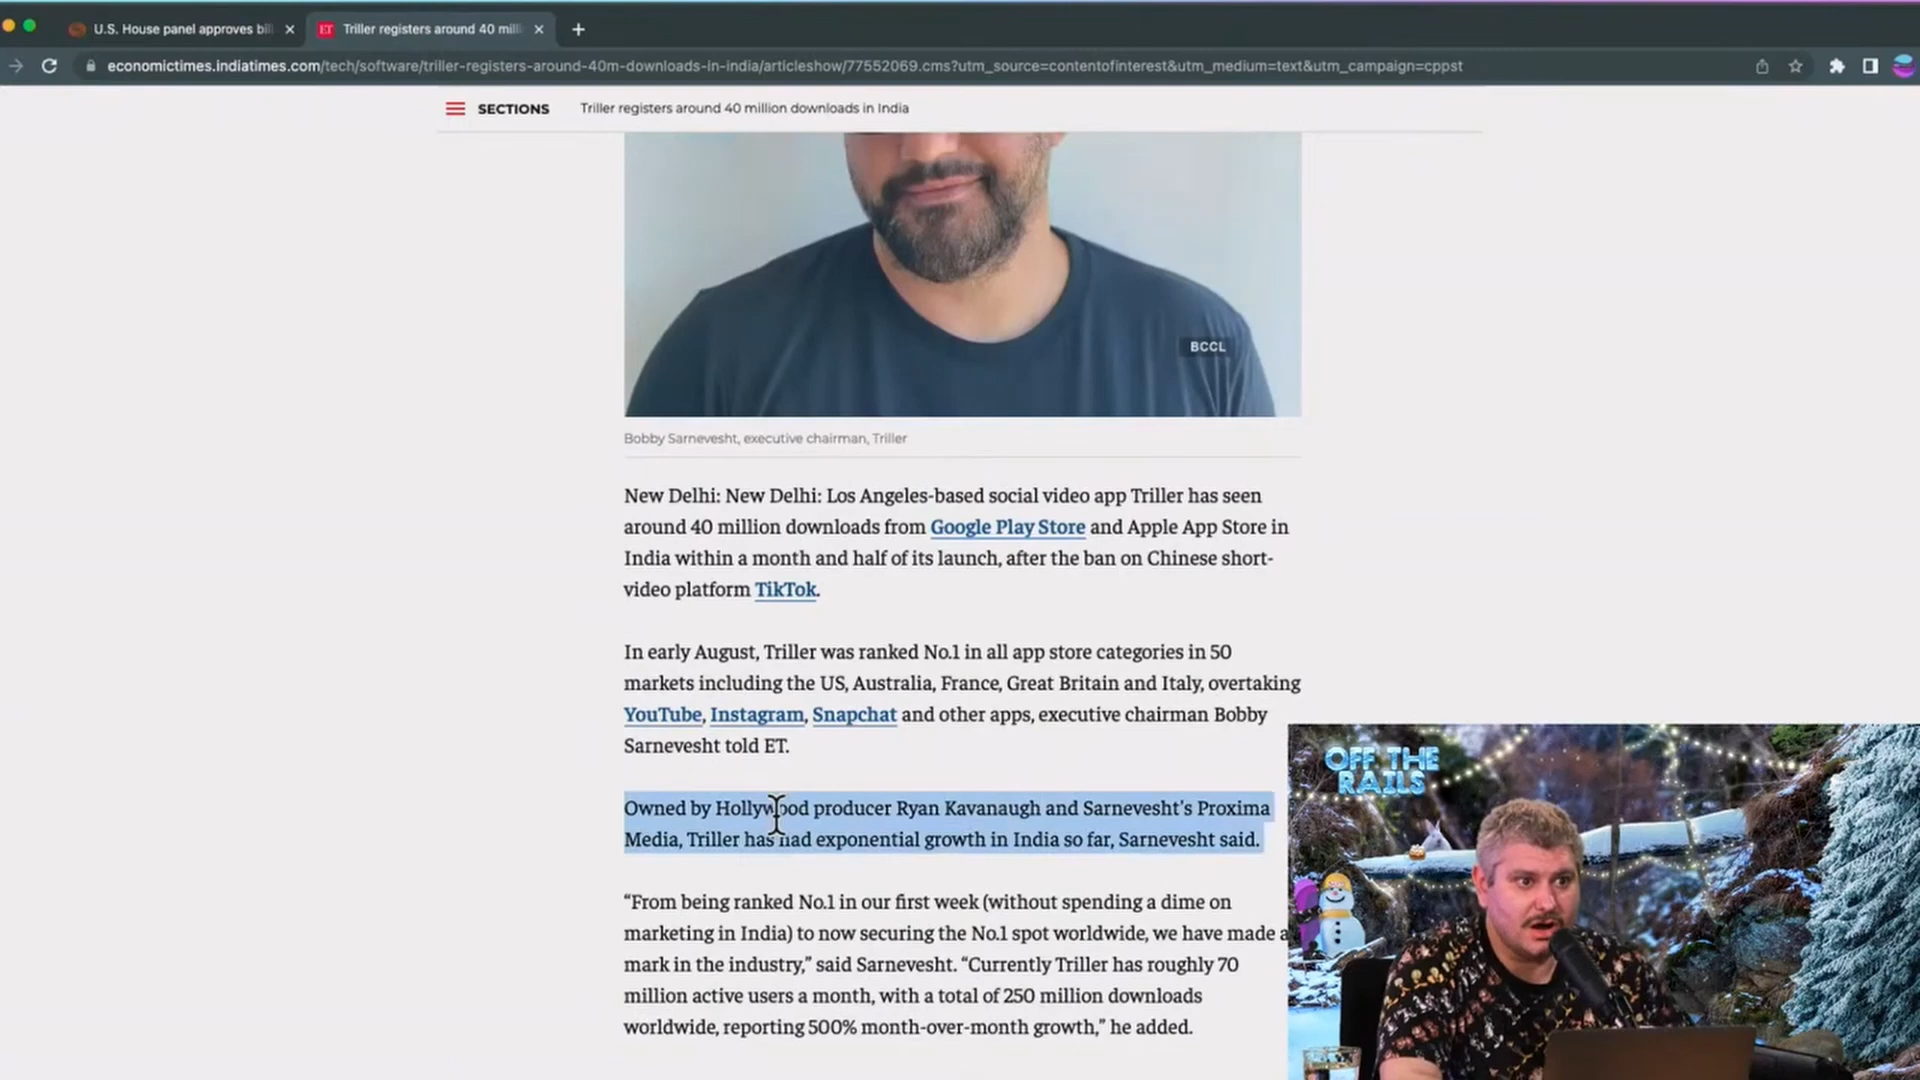 U.S. House panel approves bil
ET Triller registers around 40 mill
economictimes.indiatimes.com/tech/software/triller-registers-around-40m-downloads-in-india/articleshow/77552069.cms?utm_source=contentofinterest&utm_medium=text&utm_campaign=cppst
SECTIONS Triller registers around 40 million downloads in India
BCCL
Bobby Sarnevesht, executive chairman, Triller
New Delhi: New Delhi: Los Angeles-based social video app Triller has seen
around 40 million downloads from Google Play Store and Apple App Store in
India within a month and half of its launch, after the ban on Chinese short-
video platform TikTok.
In early August, Triller was ranked No.1 in all app store categories in 50
markets including the US, Australia, France, Great Britain and Italy, overtaking
YouTube, Instagram, Snapchat and other apps, executive chairman Bobby
Sarnevesht told ET.
Owned by Hollywood producer Ryan Kavanaugh and Sarnevesht's Proxima
Media, Triller has had exponential growth in India so far, Sarnevesht said.
“From being ranked No.1 in our first week (without spending a dime on
marketing in India) to now securing the No.1 spot worldwide, we have made a
mark in the industry,” said Sarnevesht. “Currently Triller has roughly 70
million active users a month, with a total of 250 million downloads
worldwide, reporting 500% month-over-month growth,” he added.
OFF THE
RAILS